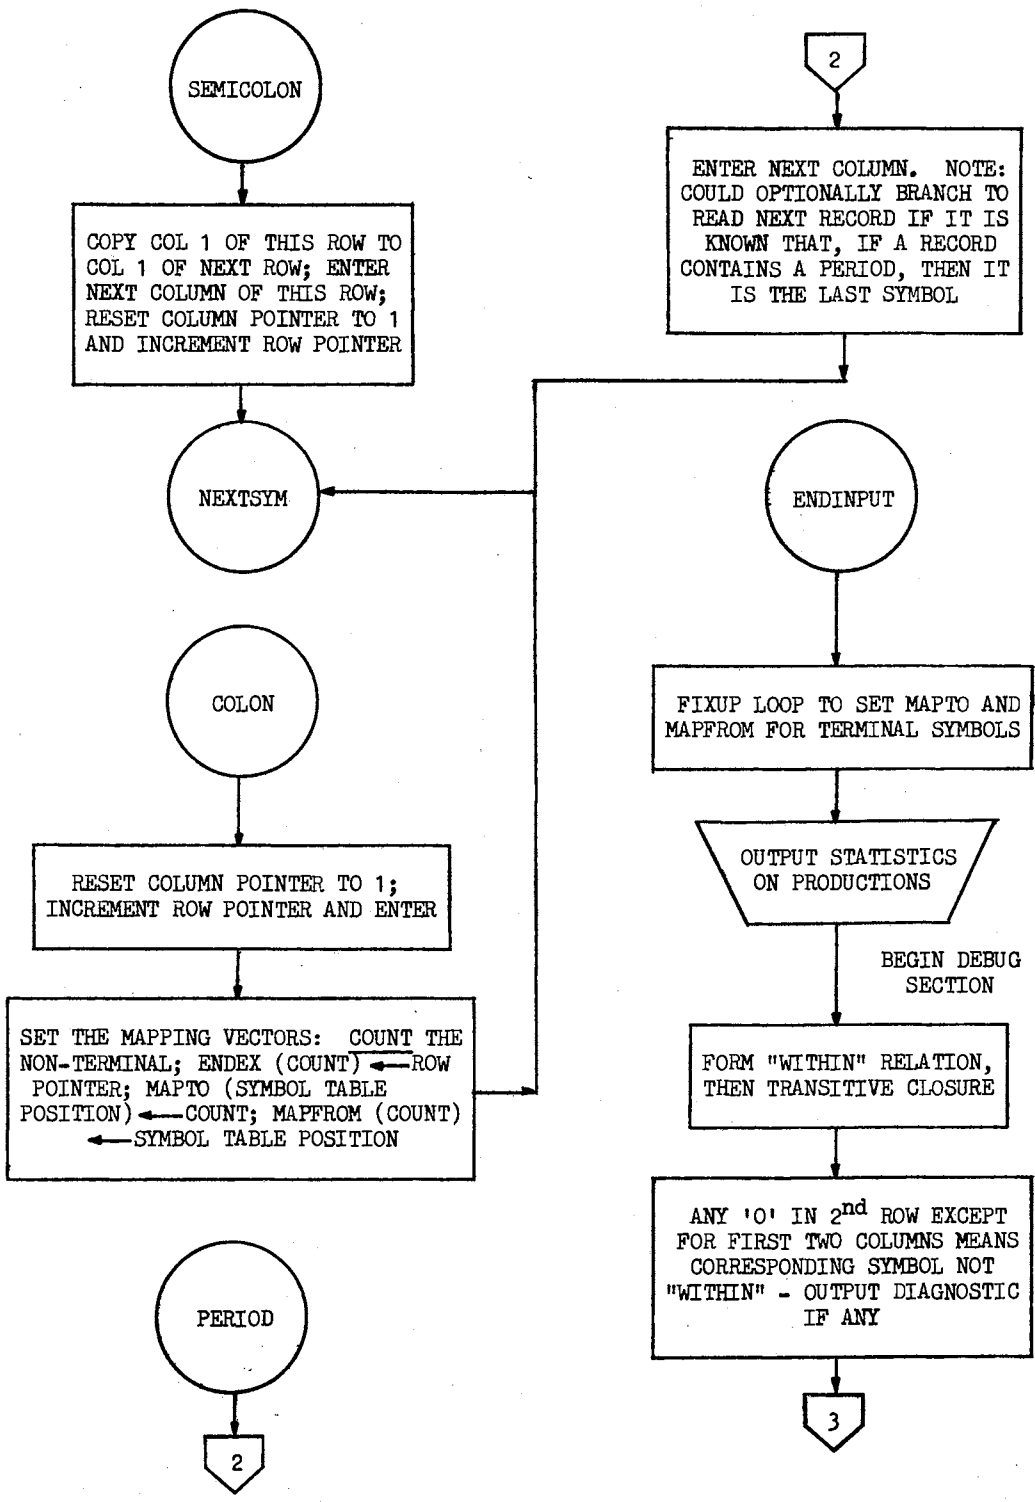 SEMICOLON
COPY COL 1 OF THIS ROW TO
COL 1 OF NEXT ROW; ENTER
NEXT COLUMN OF THIS ROW;
RESET COLUMN POINTER TO 1
AND INCREMENT ROW POINTER
NEXTSYM
COLON
RESET COLUMN POINTER TO 1;
INCREMENT ROW POINTER AND ENTER
SET THE MAPPING VECTORS: COUNT THE
NON-TERMINAL; ENDEX (COUNT) ← ROW
POINTER; MAPTO (SYMBOL TABLE
POSITION) ← COUNT; MAPFROM (COUNT)
← SYMBOL TABLE POSITION
PERIOD
2
2
ENTER NEXT COLUMN. NOTE:
COULD OPTIONALLY BRANCH TO
READ NEXT RECORD IF IT IS
KNOWN THAT, IF A RECORD
CONTAINS A PERIOD, THEN IT
IS THE LAST SYMBOL
ENDINPUT
FIXUP LOOP TO SET MAPTO AND
MAPFROM FOR TERMINAL SYMBOLS
OUTPUT STATISTICS
ON PRODUCTIONS
BEGIN DEBUG
SECTION
FORM "WITHIN" RELATION,
THEN TRANSITIVE CLOSURE
ANY '0' IN 2nd ROW EXCEPT
FOR FIRST TWO COLUMNS MEANS
CORRESPONDING SYMBOL NOT
"WITHIN" - OUTPUT DIAGNOSTIC
IF ANY
3